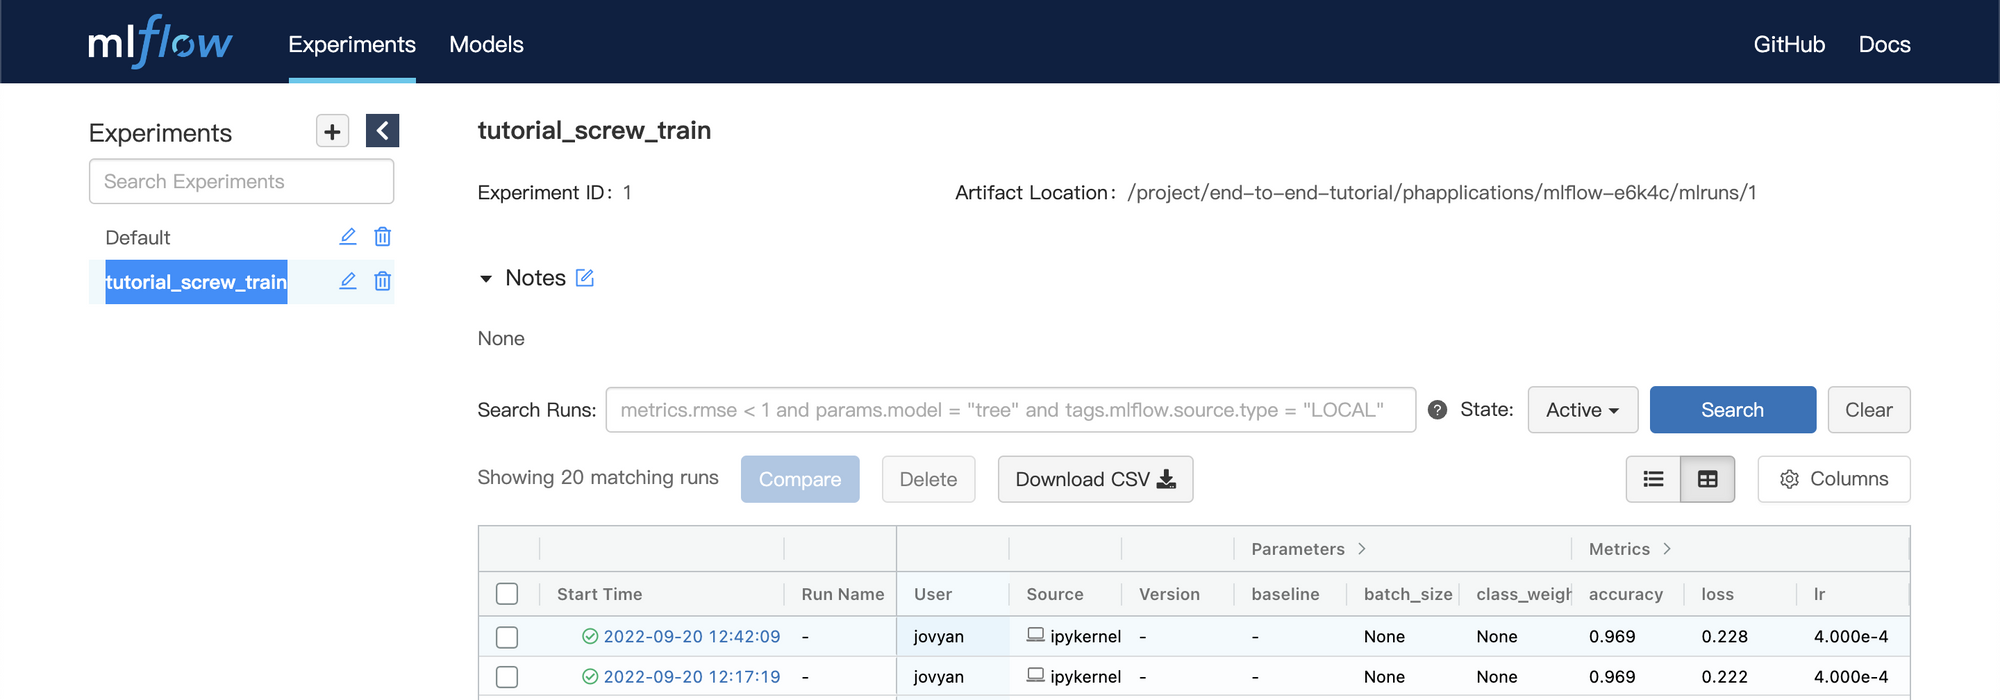 mlflow Experiments Models GitHub Docs
Experiments
Search Experiments
Default
tutorial_screw_train
tutorial_screw_train
Experiment ID: 1 Artifact Location: /project/end-to-end-tutorial/phapplications/mlflow-e6k4c/mlruns/1
Notes
None
Search Runs: metrics.rmse < 1 and params.model = "tree" and tags.mlflow.source.type = "LOCAL" ? State: Active Search Clear
Showing 20 matching runs Compare Delete Download CSV Columns
Parameters > Metrics >
Start Time Run Name User Source Version baseline batch_size class_weigh accuracy loss lr
2022-09-20 12:42:09 - jovyan ipykernel - - None None 0.969 0.228 4.000e-4
2022-09-20 12:17:19 - jovyan ipykernel - - None None 0.969 0.222 4.000e-4